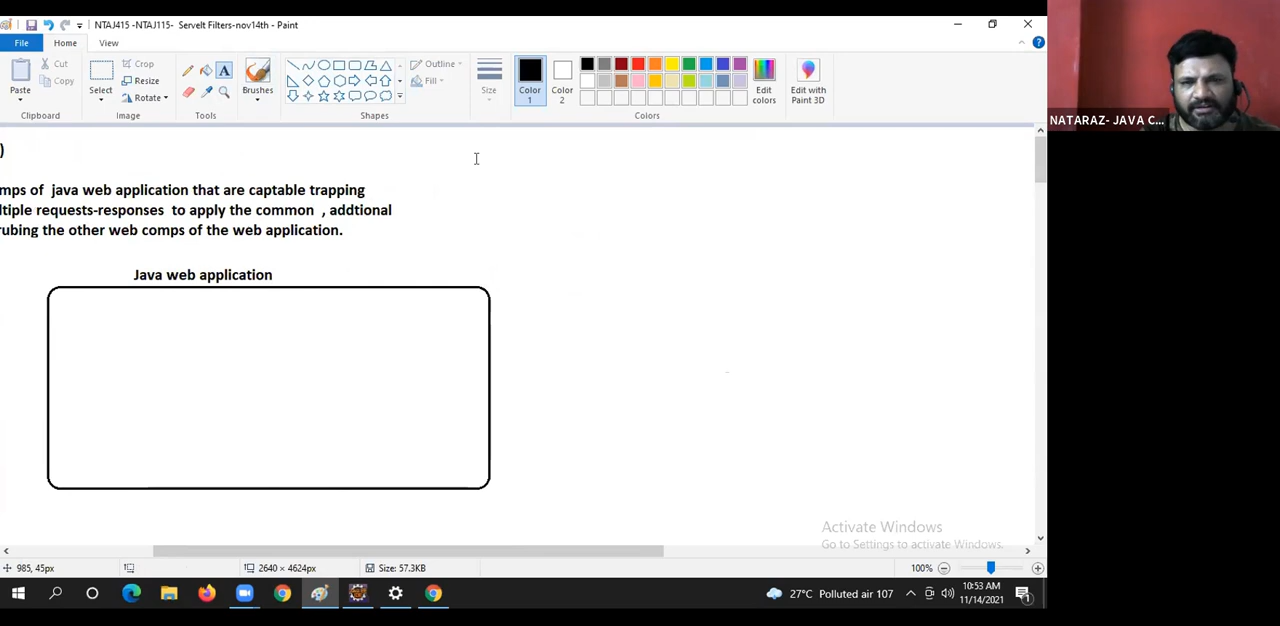 NTAJ415 -NTAJ115- Servelt Filters-nov14th - Paint
File Home View
Cut
Copy
Paste
Clipboard
Select
Crop
Resize
Rotate
Image
Tools
Brushes
Outline
Fill
Shapes
Size
Color 1
Color 2
Edit colors
Colors
Edit with Paint 3D
NATARAZ- JAVA C...
)
mps of java web application that are captable trapping
ltiple requests-responses to apply the common , addtional
rubing the other web comps of the web application.
Java web application
Activate Windows
Go to Settings to activate Windows.
985, 45px 2640 × 4624px Size: 57.3KB 100%
27°C Polluted air 107
10:53 AM
11/14/2021
1